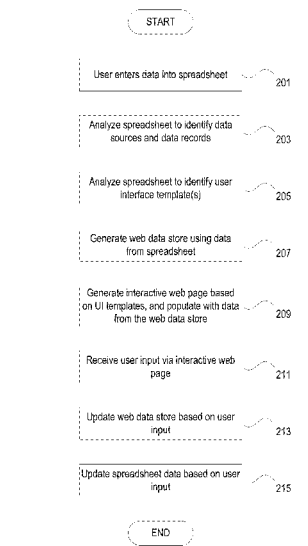 START
User enters data into spreadsheet
201
Analyze spreadsheet to identify data
sources and data records
203
Analyze spreadsheet to identify user
interface template(s)
205
Generate web data store using data
from spreadsheet
207
Generate interactive web page based
on UI templates, and populate with data
from the web data store
209
Receive user input via interactive web
page
211
Update web data store based on user
input
213
Update spreadsheet data based on user
input
215
END